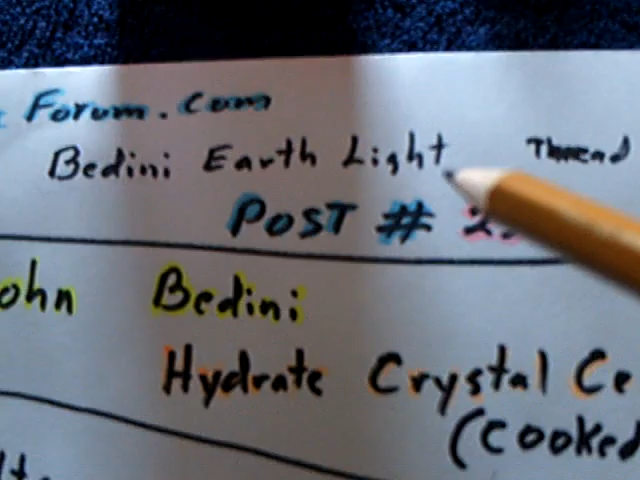 Forum.com
Bedini Earth Light Thread
Post #
ohn Bedini
Hydrate Crystal Ce
(Cooked